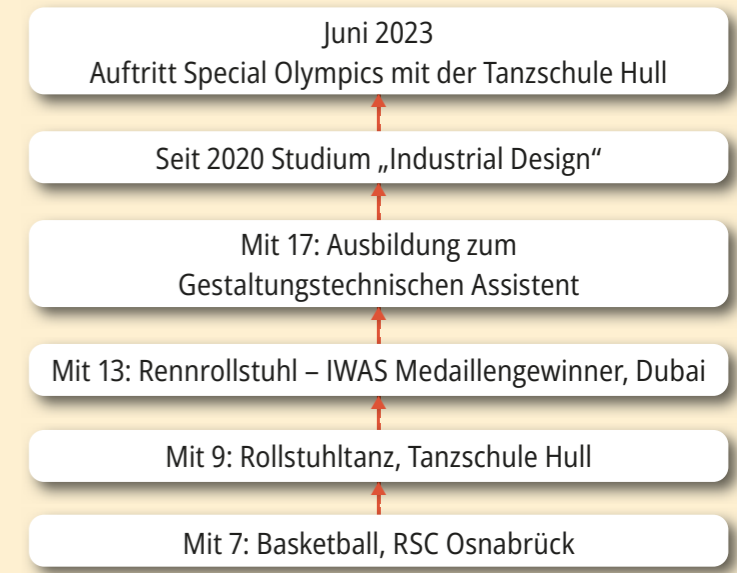 Juni 2023
Auftritt Special Olympics mit der Tanzschule Hull
Seit 2020 Studium „Industrial Design“
Mit 17: Ausbildung zum
Gestaltungstechnischen Assistent
Mit 13: Rennrollstuhl – IWAS Medaillengewinner, Dubai
Mit 9: Rollstuhltanz, Tanzschule Hull
Mit 7: Basketball, RSC Osnabrück